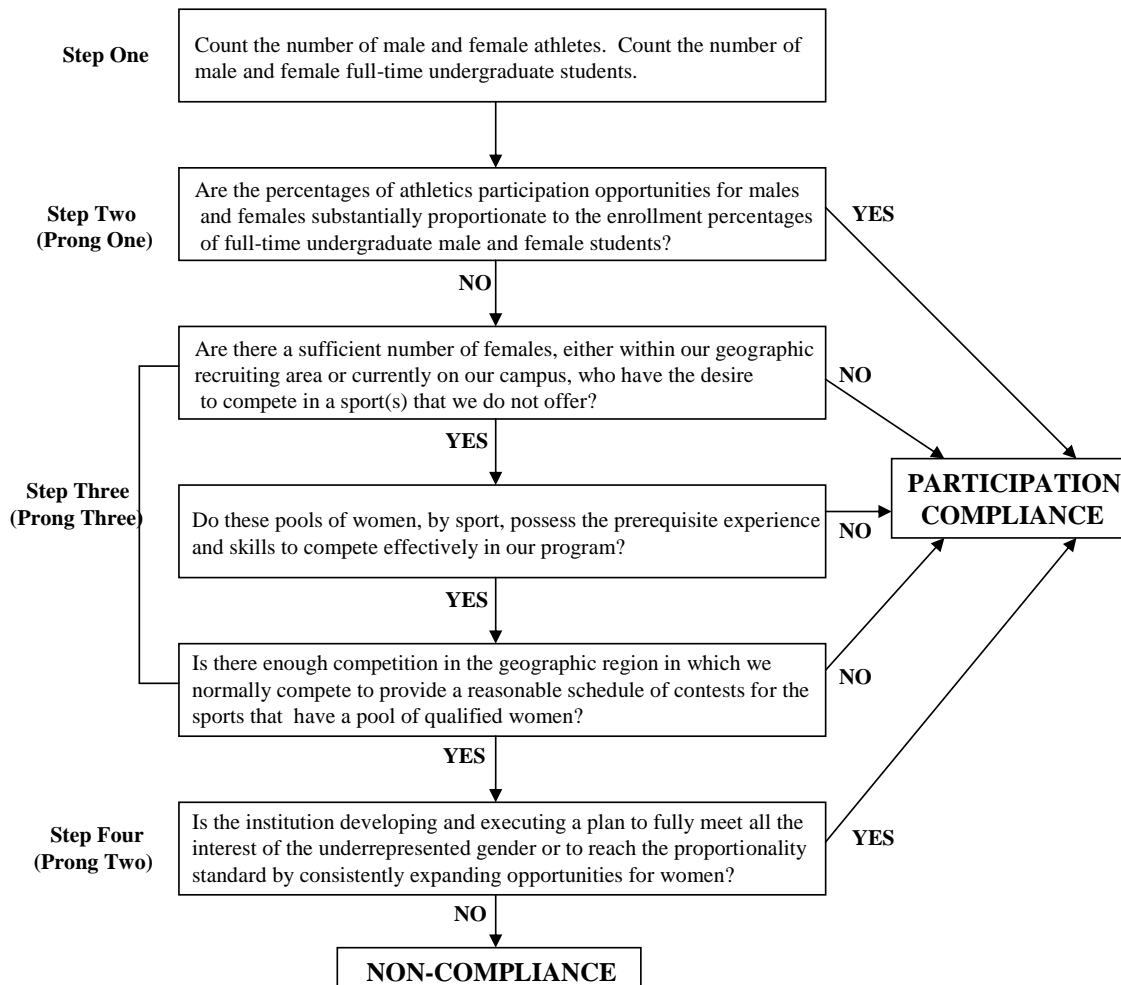 Step One
Count the number of male and female athletes.  Count the number of
male and female full-time undergraduate students.
Step Two
(Prong One)
Are the percentages of athletics participation opportunities for males
and females substantially proportionate to the enrollment percentages
of full-time undergraduate male and female students?
YES
NO
Are there a sufficient number of females, either within our geographic
recruiting area or currently on our campus, who have the desire
to compete in a sport(s) that we do not offer?
NO
YES
Step Three
(Prong Three)
Do these pools of women, by sport, possess the prerequisite experience
and skills to compete effectively in our program?
NO
PARTICIPATION
COMPLIANCE
YES
Is there enough competition in the geographic region in which we
normally compete to provide a reasonable schedule of contests for the
sports that  have a pool of qualified women?
NO
YES
Step Four
(Prong Two)
Is the institution developing and executing a plan to fully meet all the
interest of the underrepresented gender or to reach the proportionality
standard by consistently expanding opportunities for women?
YES
NO
NON-COMPLIANCE